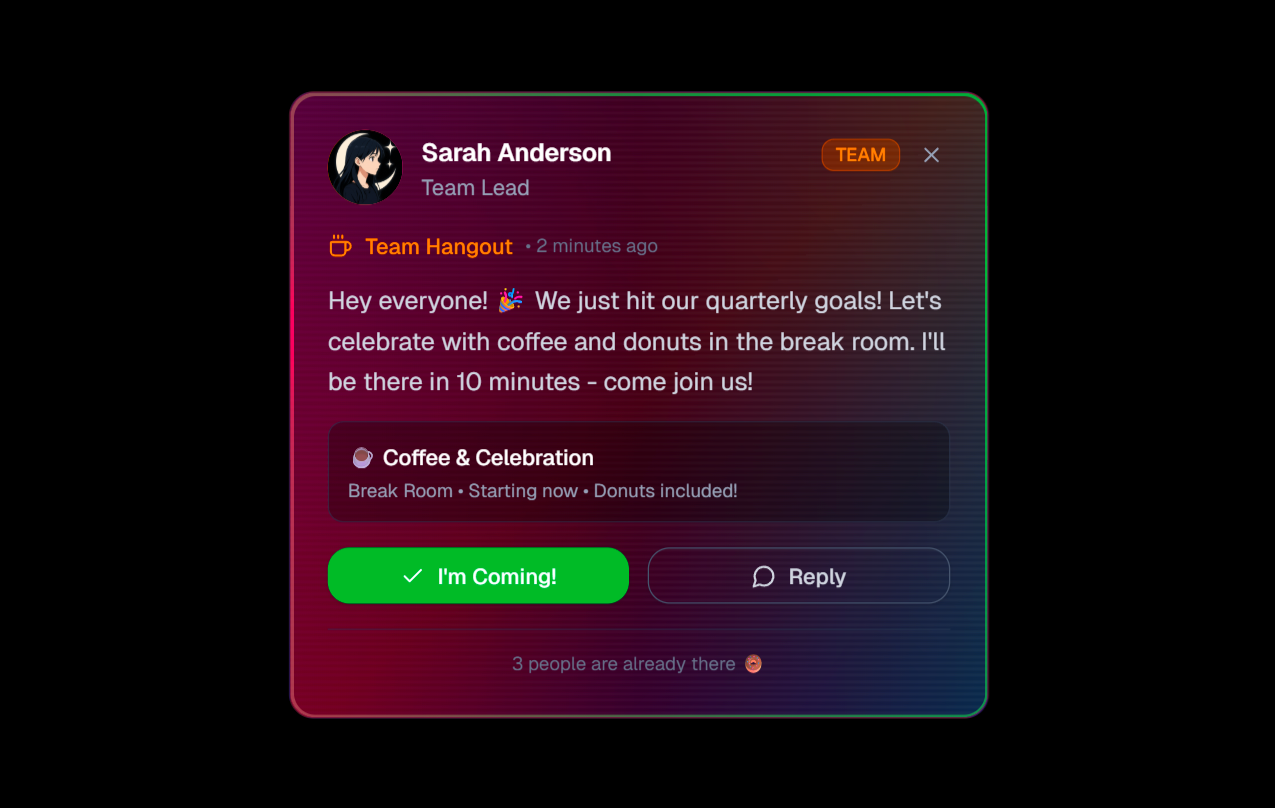 Sarah Anderson
TEAM
Team Lead
Team Hangout • 2 minutes ago
Hey everyone! 🎉 We just hit our quarterly goals! Let's
celebrate with coffee and donuts in the break room. I'll
be there in 10 minutes - come join us!
☕ Coffee & Celebration
Break Room • Starting now • Donuts included!
I'm Coming!
Reply
3 people are already there 🍩